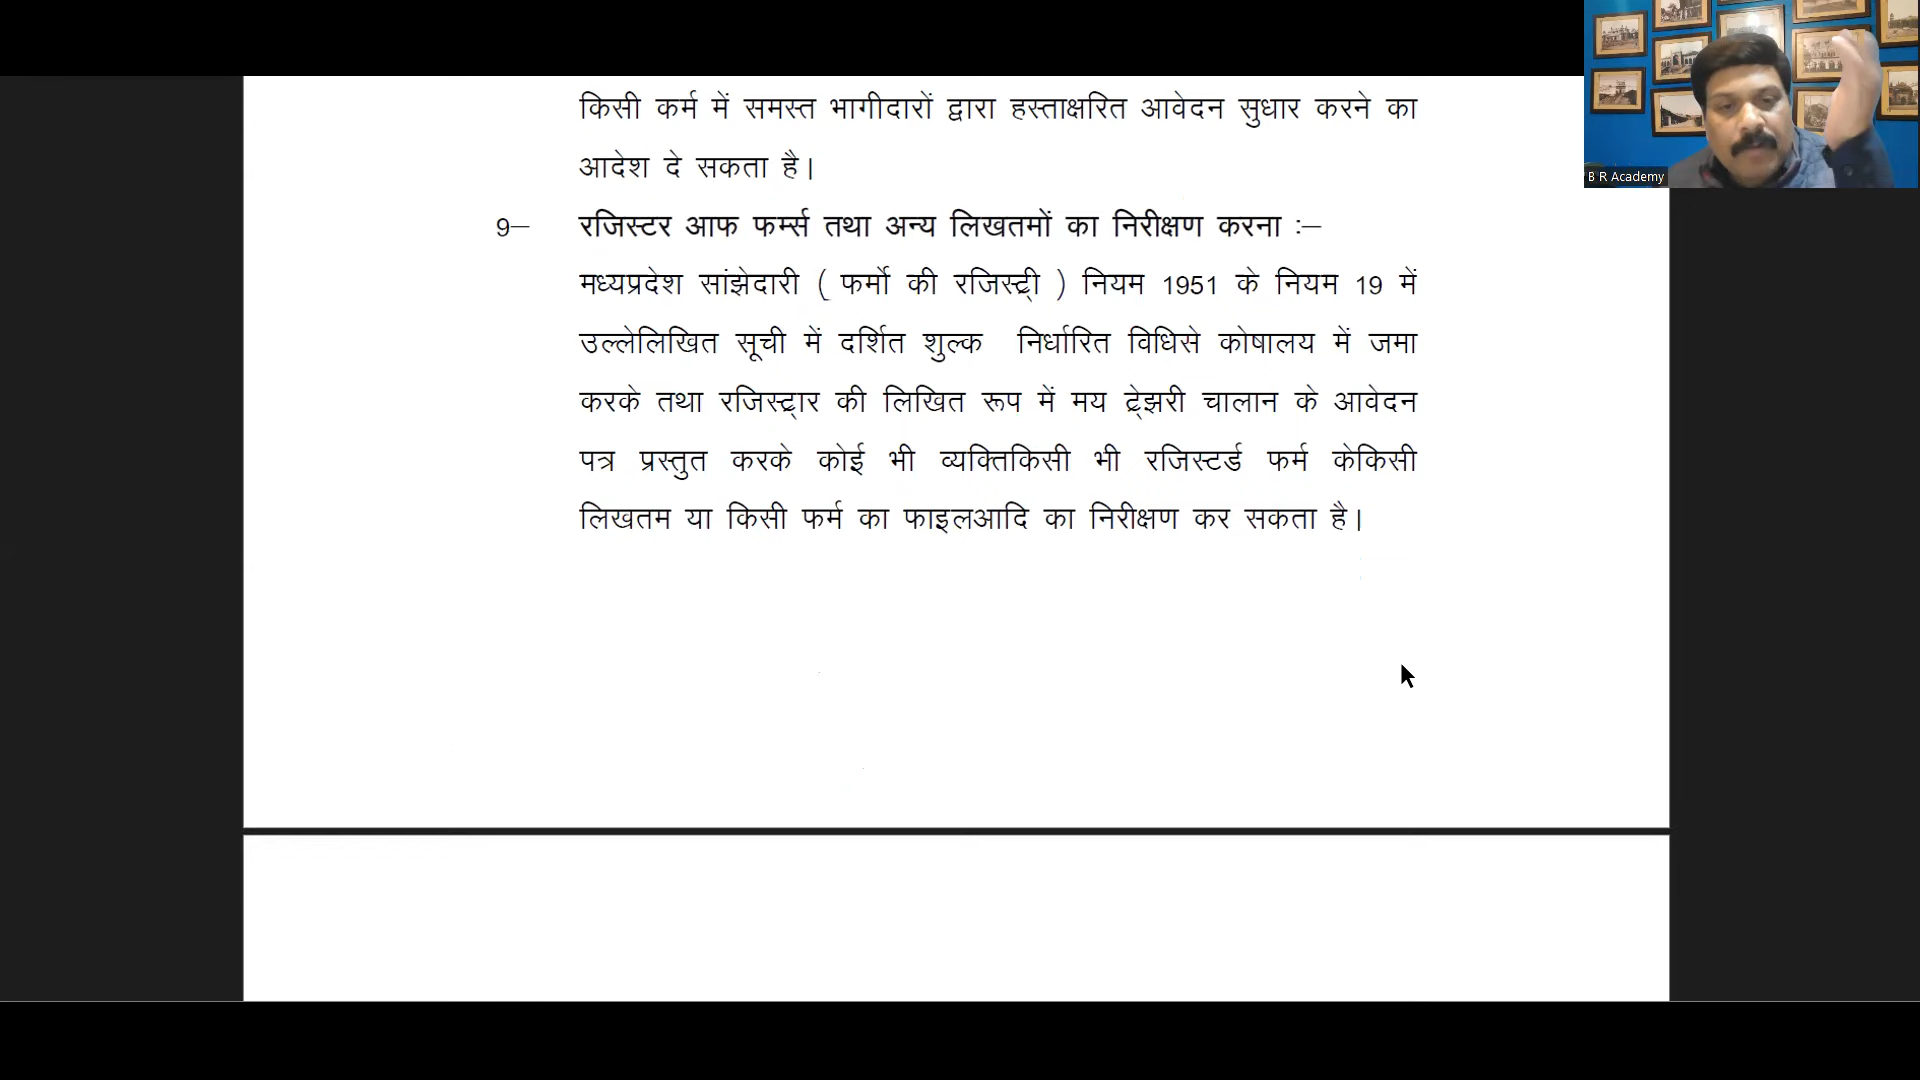 किसी कर्म में समस्त भागीदारों द्वारा हस्ताक्षरित आवेदन सुधार करने का
आदेश दे सकता है।
9– रजिस्टर आफ फर्म्स तथा अन्य लिखतमों का निरीक्षण करना :–
मध्यप्रदेश सांझेदारी ( फर्मो की रजिस्ट्री ) नियम 1951 के नियम 19 में
उल्लेलिखित सूची में दर्शित शुल्क निर्धारित विधिसे कोषालय में जमा
करके तथा रजिस्ट्रार की लिखित रूप में मय ट्रेझरी चालान के आवेदन
पत्र प्रस्तुत करके कोई भी व्यक्तिकिसी भी रजिस्टर्ड फर्म केकिसी
लिखतम या किसी फर्म का फाइलआदि का निरीक्षण कर सकता है।
B R Academy